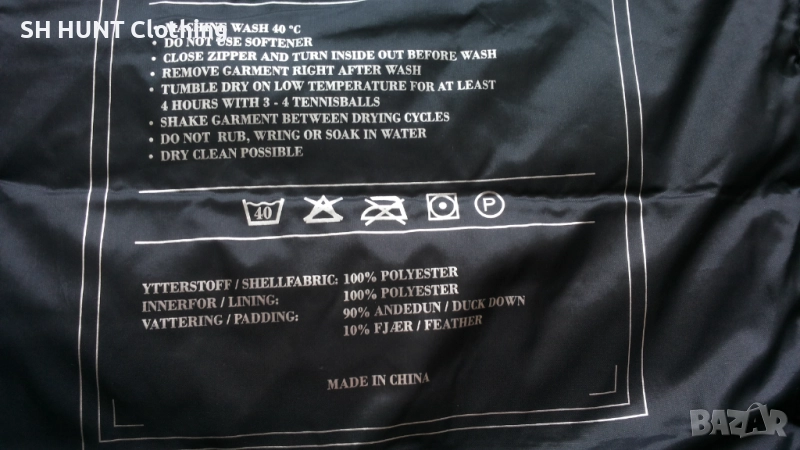 SH HUNT Clothing
• MACHINE WASH 40 °C
• DO NOT USE SOFTENER
• CLOSE ZIPPER AND TURN INSIDE OUT BEFORE WASH
• REMOVE GARMENT RIGHT AFTER WASH
• TUMBLE DRY ON LOW TEMPERATURE FOR AT LEAST
4 HOURS WITH 3 - 4 TENNISBALLS
• SHAKE GARMENT BETWEEN DRYING CYCLES
• DO NOT RUB, WRING OR SOAK IN WATER
• DRY CLEAN POSSIBLE
40 P
YTTERSTOFF / SHELLFABRIC: 100% POLYESTER
INNERFOR / LINING: 100% POLYESTER
VATTERING / PADDING: 90% ANDEDUN / DUCK DOWN
10% FJÆR / FEATHER
MADE IN CHINA
BAZAR